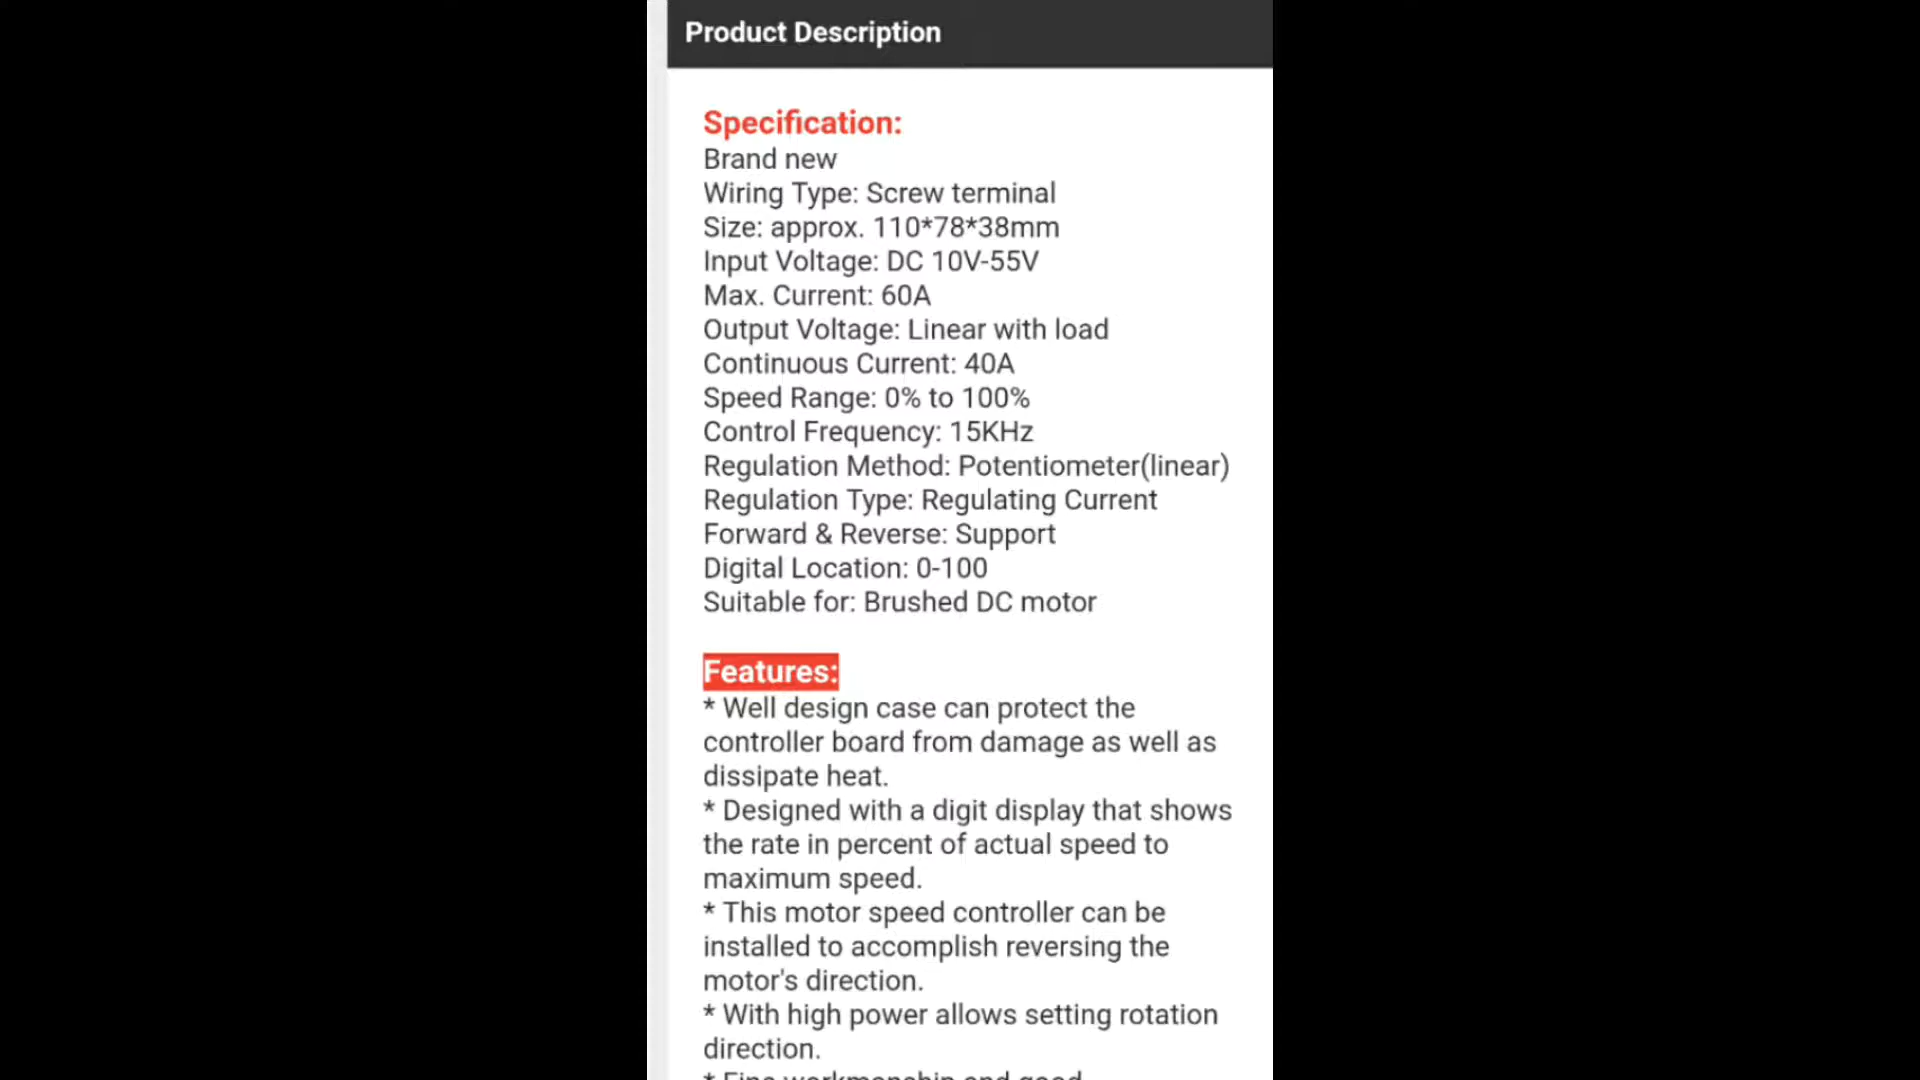 Product Description
Specification:
Brand new
Wiring Type: Screw terminal
Size: approx. 110*78*38mm
Input Voltage: DC 10V-55V
Max. Current: 60A
Output Voltage: Linear with load
Continuous Current: 40A
Speed Range: 0% to 100%
Control Frequency: 15KHz
Regulation Method: Potentiometer(linear)
Regulation Type: Regulating Current
Forward & Reverse: Support
Digital Location: 0-100
Suitable for: Brushed DC motor
Features:
* Well design case can protect the
controller board from damage as well as
dissipate heat.
* Designed with a digit display that shows
the rate in percent of actual speed to
maximum speed.
* This motor speed controller can be
installed to accomplish reversing the
motor's direction.
* With high power allows setting rotation
direction.
* Fine workmanship and good